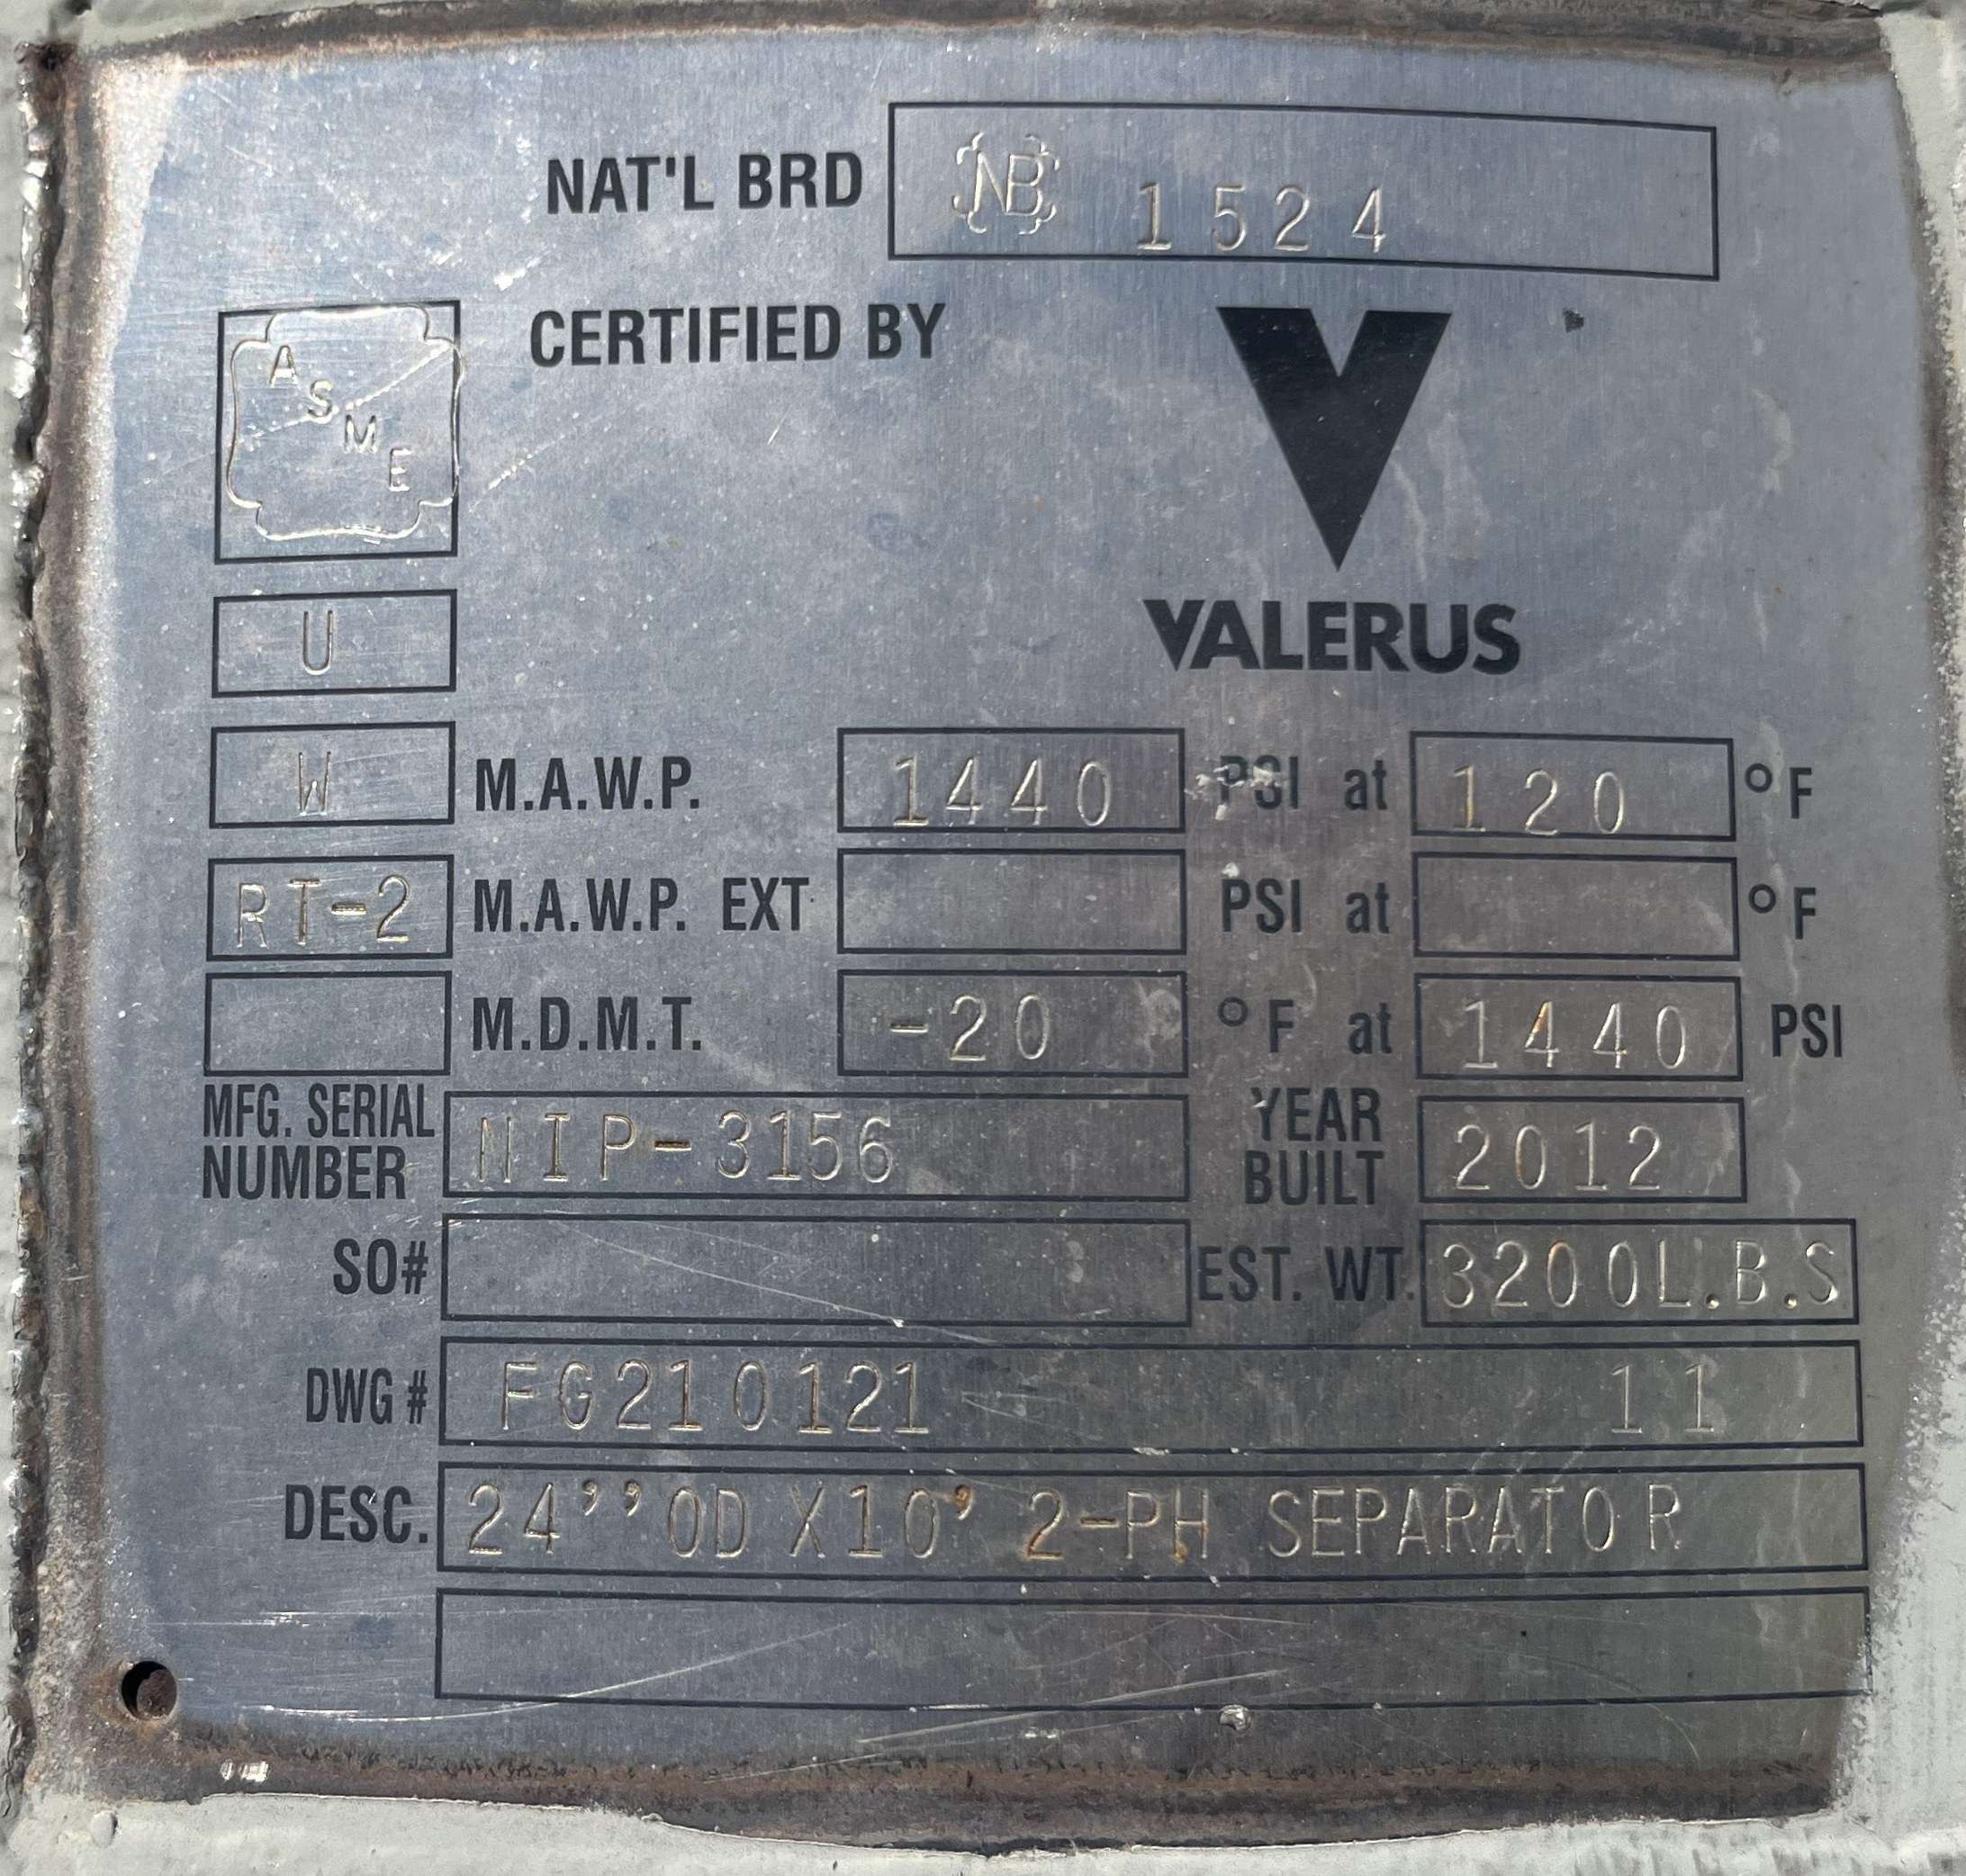 NAT'L BRD NB 1524
ASME
CERTIFIED BY
V
VALERUS
U
W M.A.W.P. 1440 PSI at 120 °F
RT-2 M.A.W.P. EXT PSI at °F
M.D.M.T. -20 °F at 1440 PSI
MFG. SERIAL NUMBER NIP-3156 YEAR BUILT 2012
SO# EST. WT. 3200L.B.S
DWG # FG210121 11
DESC. 24’’OD X10’ 2-PH SEPARATOR